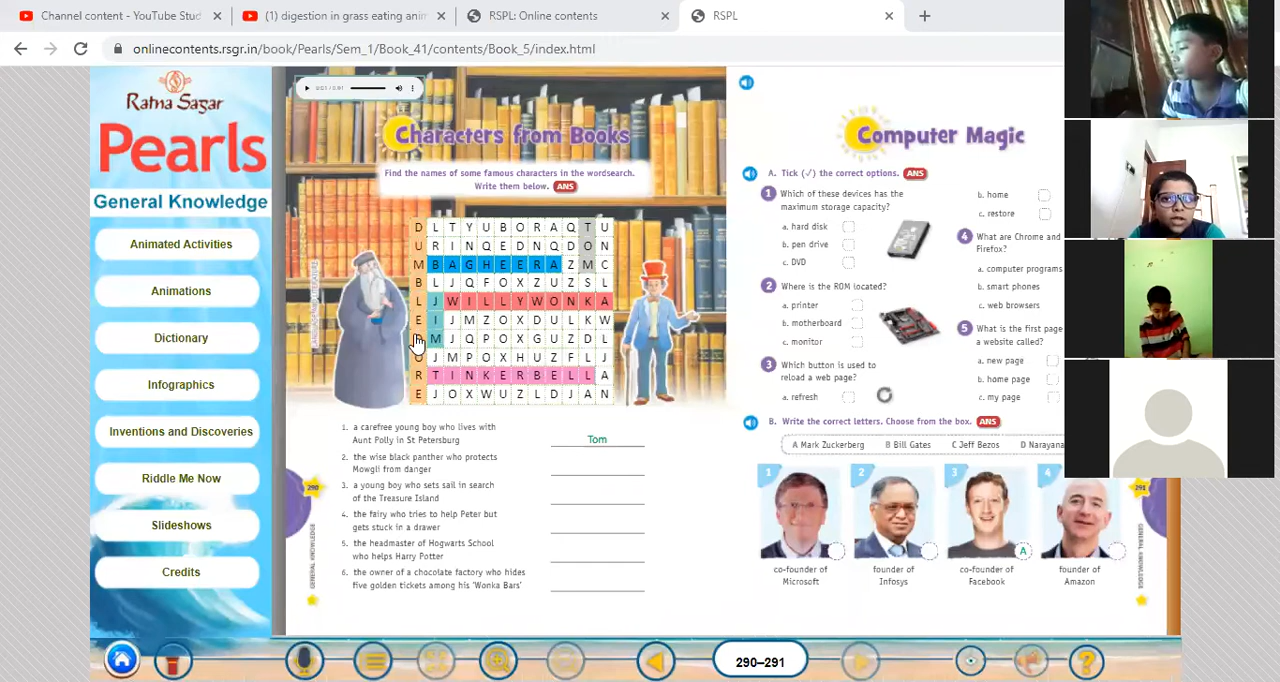 Channel content - YouTube Stud
(1) digestion in grass eating anim
RSPL: Online contents
RSPL
onlinecontents.rsgr.in/book/Pearls/Sem_1/Book_41/contents/Book_5/index.html
Ratna Sagar
Pearls
General Knowledge
Animated Activities
Animations
Dictionary
Infographics
Inventions and Discoveries
Riddle Me Now
Slideshows
Credits
Characters from Books
Find the names of some famous characters in the wordsearch.
Write them below. ANS
D L T Y U B O R A Q T U
U R I N Q E D N Q D O N
M B A G H E E R A Z M C
B L J Q F O X Z U Z S L
L J W I L L Y W O N K A
E I J M Z O X D U L K W
M J Q P O X G U Z D L
O J M P O X H U Z F L J
R T I N K E R B E L L A
E J O X W U Z L D J A N
1. a carefree young boy who lives with
Aunt Polly in St Petersburg
Tom
2. the wise black panther who protects
Mowgli from danger
3. a young boy who sets sail in search
of the Treasure Island
4. the fairy who tries to help Peter but
gets stuck in a drawer
5. the headmaster of Hogwarts School
who helps Harry Potter
6. the owner of a chocolate factory who hides
five golden tickets among his 'Wonka Bars'
290
GENERAL KNOWLEDGE
Computer Magic
A. Tick (✓) the correct options. ANS
1 Which of these devices has the
maximum storage capacity?
a. hard disk
b. pen drive
c. DVD
2 Where is the ROM located?
a. printer
b. motherboard
c. monitor
3 Which button is used to
reload a web page?
a. refresh
b. home
c. restore
4 What are Chrome and
Firefox?
a. computer programs
b. smart phones
c. web browsers
5 What is the first page
a website called?
a. new page
b. home page
c. my page
B. Write the correct letters. Choose from the box. ANS
A Mark Zuckerberg B Bill Gates C Jeff Bezos D Narayana
1
2
3
4
A
co-founder of
Microsoft
founder of
Infosys
co-founder of
Facebook
founder of
Amazon
291
GENERAL KNOWLEDGE
290–291